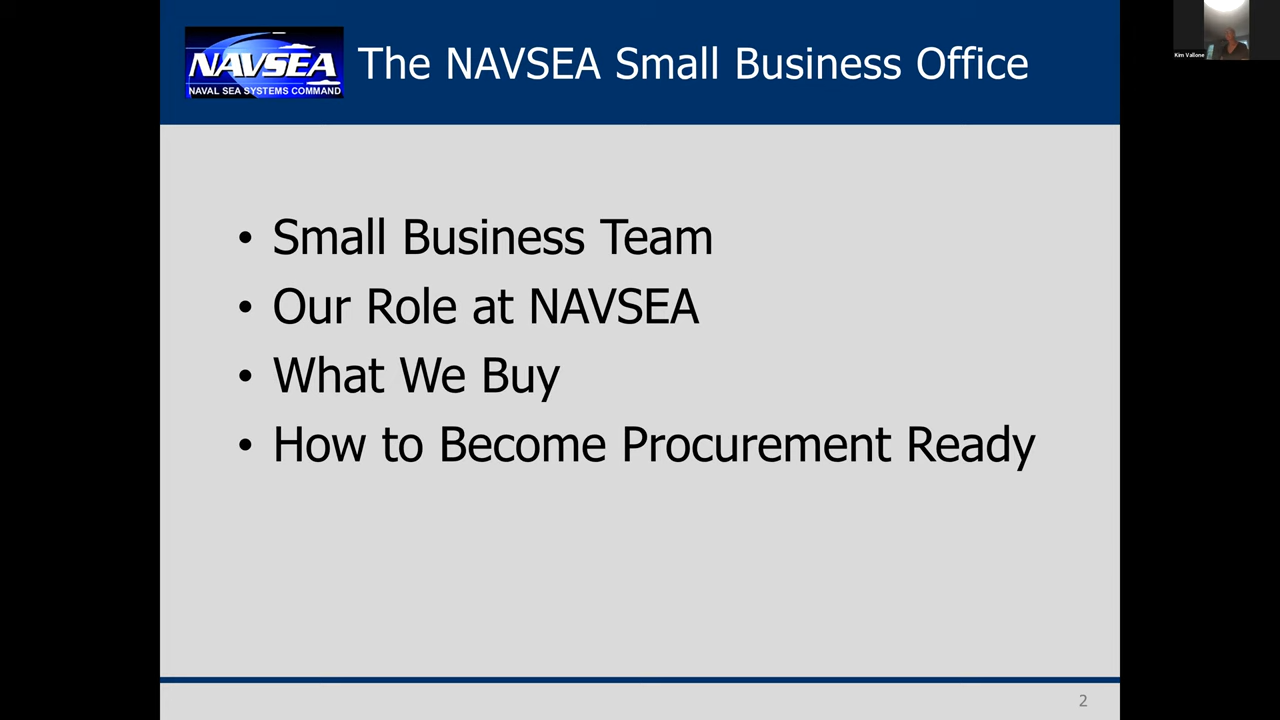 NAVSEA
NAVAL SEA SYSTEMS COMMAND
The NAVSEA Small Business Office
Kim Vallone
• Small Business Team
• Our Role at NAVSEA
• What We Buy
• How to Become Procurement Ready
2